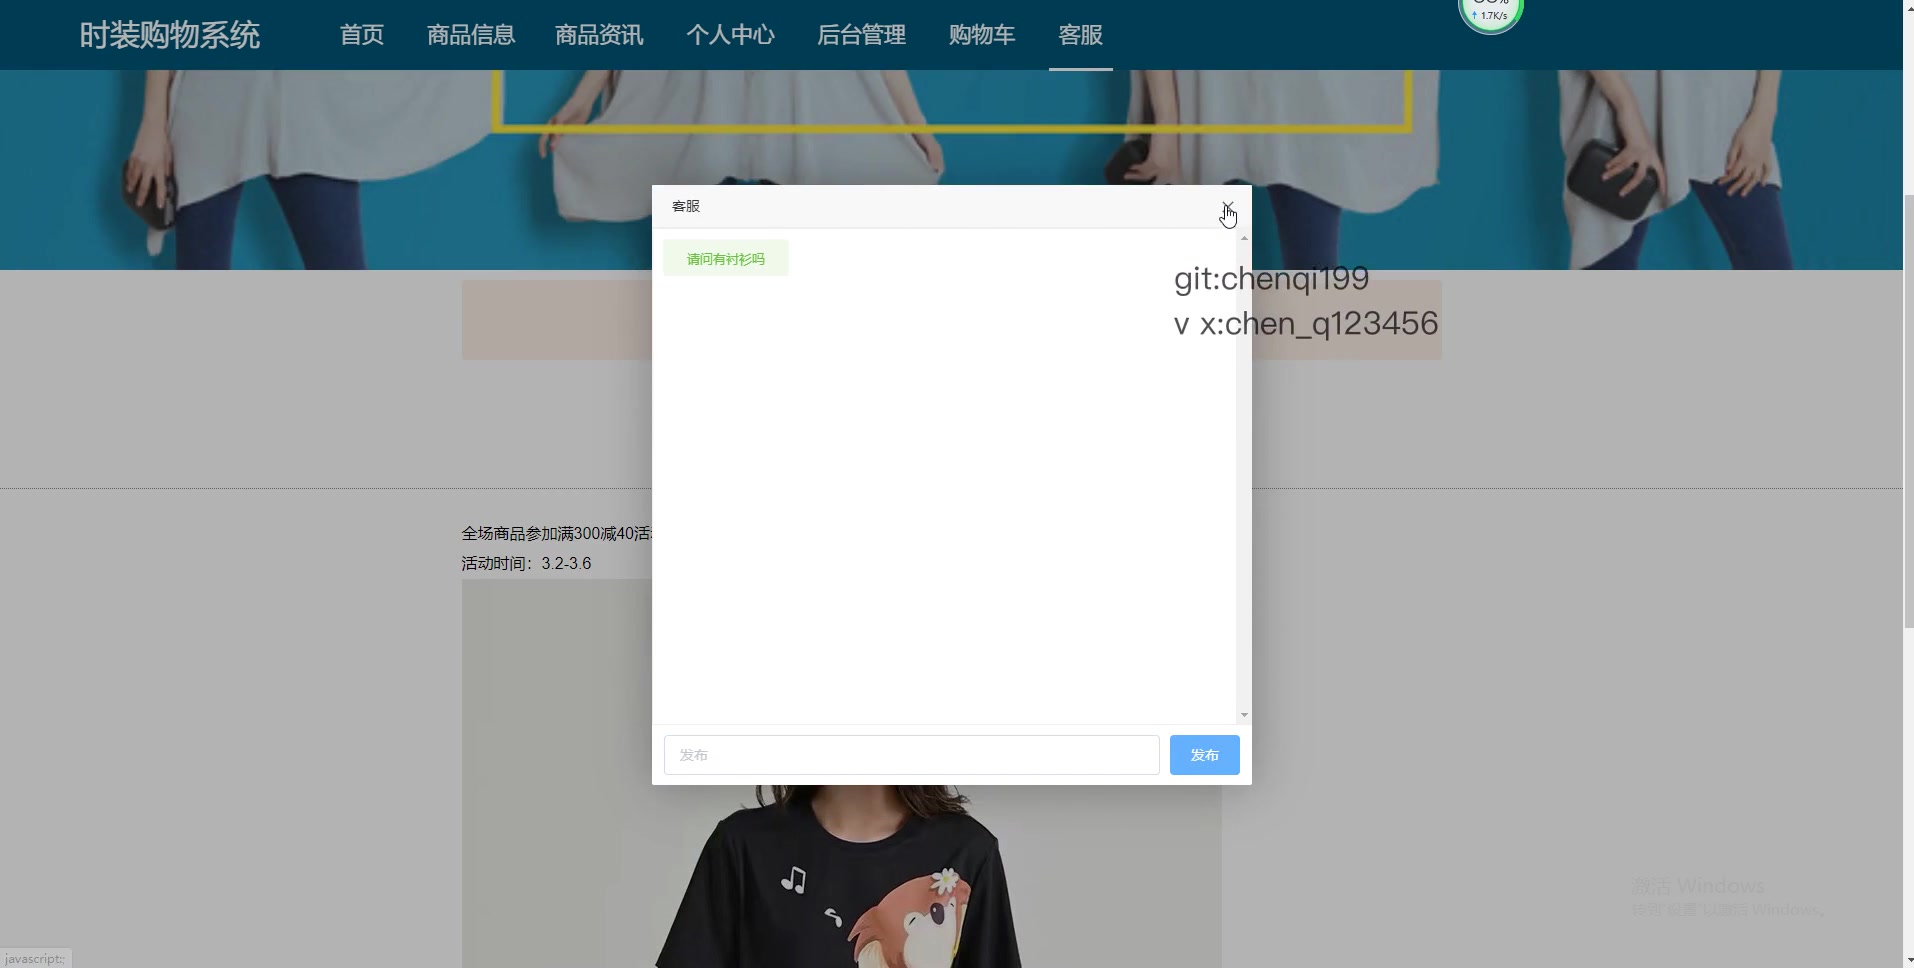 时装购物系统
首页
商品信息
商品资讯
个人中心
后台管理
购物车
客服
1.7K/s
客服
请问有衬衫吗
git:chenqi199
v x:chen_q123456
全场商品参加满300减40活
活动时间：3.2-3.6
发布
发布
激活 Windows
转到"设置"以激活 Windows。
javascript:;